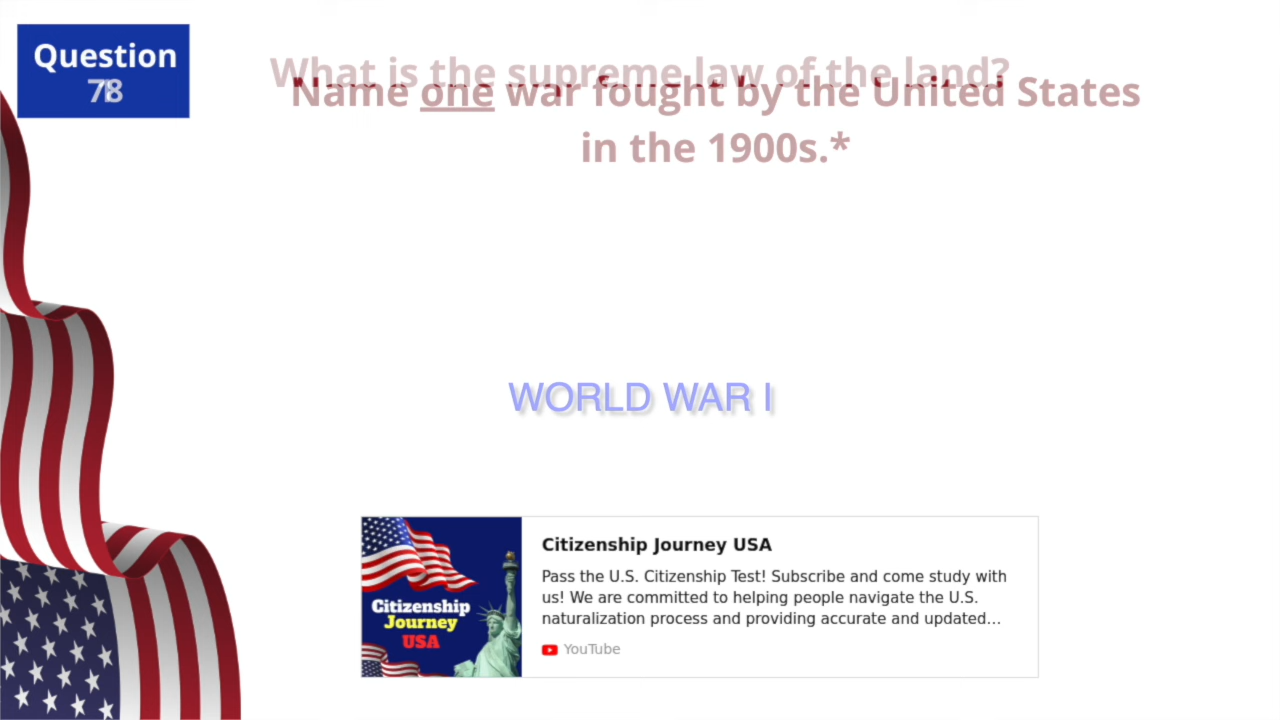 Question
78
What is the supreme law of the land?
Name one war fought by the United States
in the 1900s.*
WORLD WAR I
Citizenship Journey USA
Pass the U.S. Citizenship Test! Subscribe and come study with
us! We are committed to helping people navigate the U.S.
naturalization process and providing accurate and updated...
YouTube
Citizenship
Journey
USA